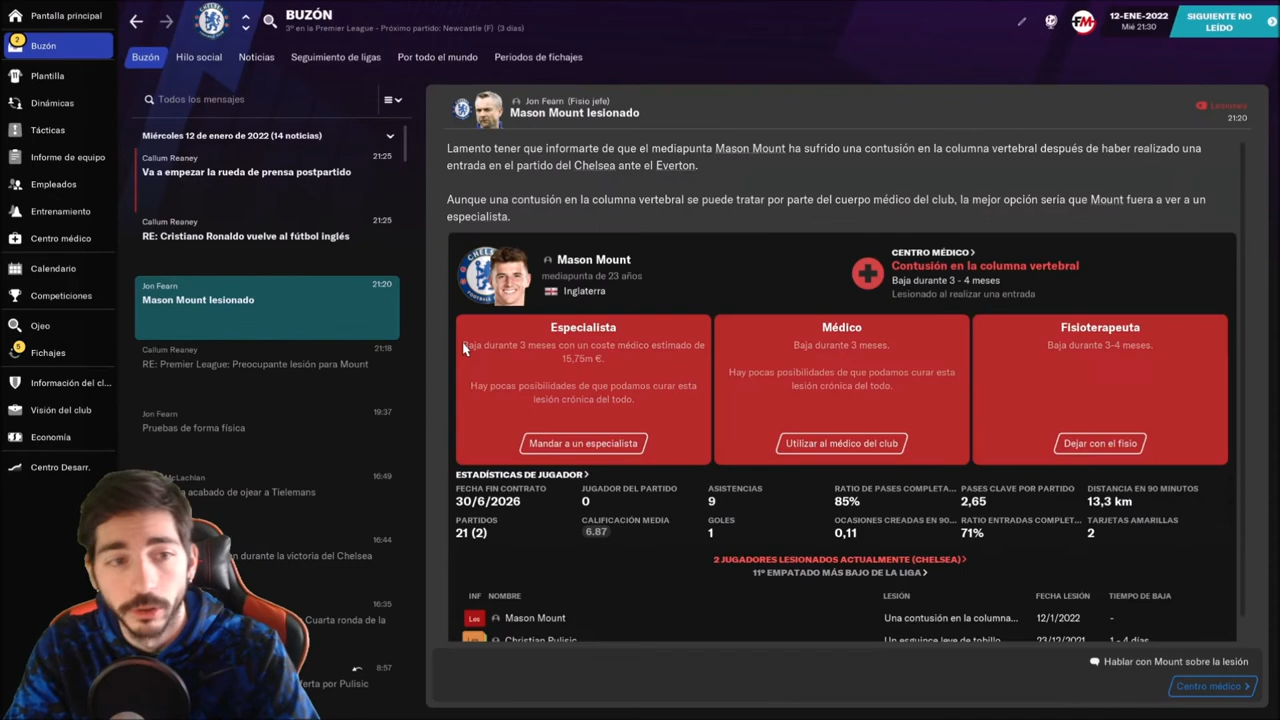 Pantalla principal
BUZÓN
3º en la Premier League - Próximo partido: Newcastle (F) (3 días)
12-ENE-2022
Mié 21:30
SIGUIENTE NO LEÍDO
2
Buzón
Plantilla
Dinámicas
Tácticas
Informe de equipo
Empleados
Entrenamiento
Centro médico
Calendario
Competiciones
Ojeo
5
Fichajes
Información del cl...
Visión del club
Economía
Centro Desarr.
Buzón
Hilo social
Noticias
Seguimiento de ligas
Por todo el mundo
Periodos de fichajes
Todos los mensajes
Miércoles 12 de enero de 2022 (14 noticias)
Callum Reaney 21:25
Va a empezar la rueda de prensa postpartido
Callum Reaney 21:25
RE: Cristiano Ronaldo vuelve al fútbol inglés
Jon Fearn 21:20
Mason Mount lesionado
Callum Reaney 21:18
RE: Premier League: Preocupante lesión para Mount
Jon Fearn 19:37
Pruebas de forma física
McLachlan 16:49
acabado de ojear a Tielemans
16:44
durante la victoria del Chelsea
16:35
Cuarta ronda de la
8:57
ferta por Pulisic
Jon Fearn (Fisio jefe)
Mason Mount lesionado
Lesiones
21:20
Lamento tener que informarte de que el mediapunta Mason Mount ha sufrido una contusión en la columna vertebral después de haber realizado una
entrada en el partido del Chelsea ante el Everton.
Aunque una contusión en la columna vertebral se puede tratar por parte del cuerpo médico del club, la mejor opción sería que Mount fuera a ver a un
especialista.
Mason Mount
mediapunta de 23 años
Inglaterra
CENTRO MÉDICO
Contusión en la columna vertebral
Baja durante 3 - 4 meses
Lesionado al realizar una entrada
Especialista
Baja durante 3 meses con un coste médico estimado de
15,75m €.
Hay pocas posibilidades de que podamos curar esta
lesión crónica del todo.
Mandar a un especialista
Médico
Baja durante 3 meses.
Hay pocas posibilidades de que podamos curar esta
lesión crónica del todo.
Utilizar al médico del club
Fisioterapeuta
Baja durante 3-4 meses.
Dejar con el fisio
ESTADÍSTICAS DE JUGADOR
FECHA FIN CONTRATO JUGADOR DEL PARTIDO ASISTENCIAS RATIO DE PASES COMPLETA... PASES CLAVE POR PARTIDO DISTANCIA EN 90 MINUTOS
30/6/2026 0 9 85% 2,65 13,3 km
PARTIDOS CALIFICACIÓN MEDIA GOLES OCASIONES CREADAS EN 90... RATIO ENTRADAS COMPLET... TARJETAS AMARILLAS
21 (2) 6.87 1 0,11 71% 2
2 JUGADORES LESIONADOS ACTUALMENTE (CHELSEA)
11º EMPATADO MÁS BAJO DE LA LIGA
INF NOMBRE LESIÓN FECHA LESIÓN TIEMPO DE BAJA
Les Mason Mount Una contusión en la columna... 12/1/2022 -
Christian Pulisic Un esguince leve de tobillo 23/12/2021 1 - 4 días
Hablar con Mount sobre la lesión
Centro médico